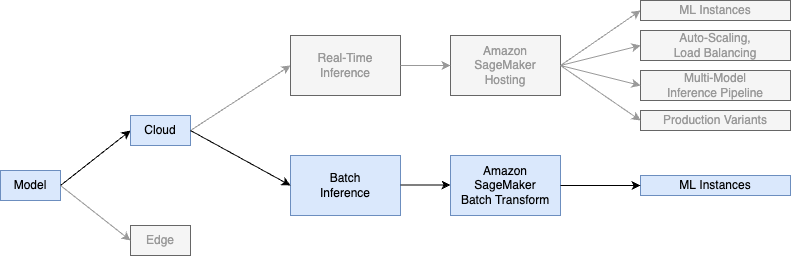 Model
Cloud
Edge
Real-Time
Inference
Amazon
SageMaker
Hosting
ML Instances
Auto-Scaling,
Load Balancing
Multi-Model
Inference Pipeline
Production Variants
Batch
Inference
Amazon
SageMaker
Batch Transform
ML Instances